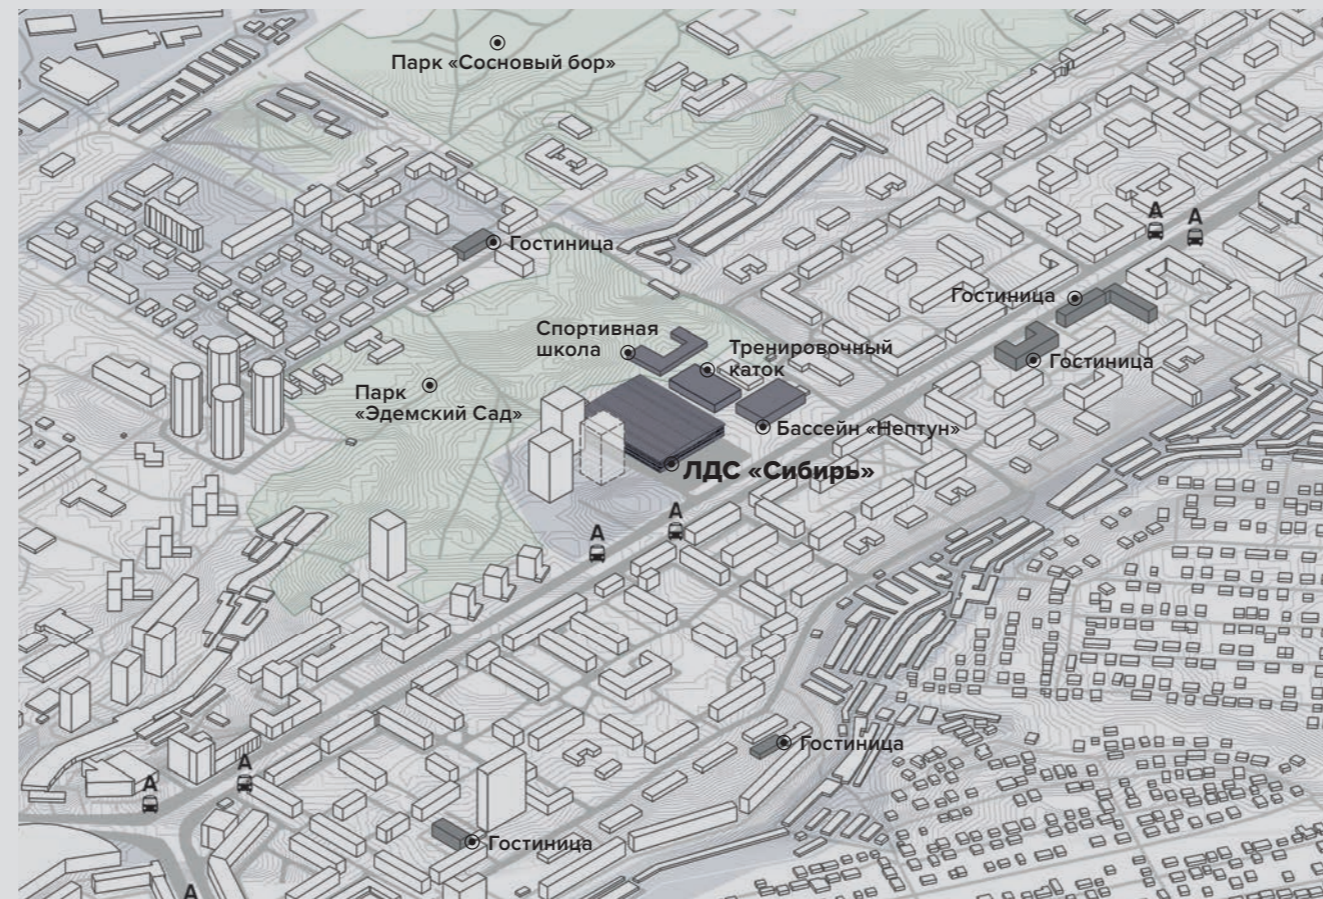 Парк «Сосновый бор»
А
А
Гостиница
Гостиница
Спортивная
школа
Тренировочный
каток
Гостиница
Парк
«Эдемский Сад»
Бассейн «Нептун»
ЛДС «Сибирь»
А
А
Гостиница
А
А
Гостиница
А